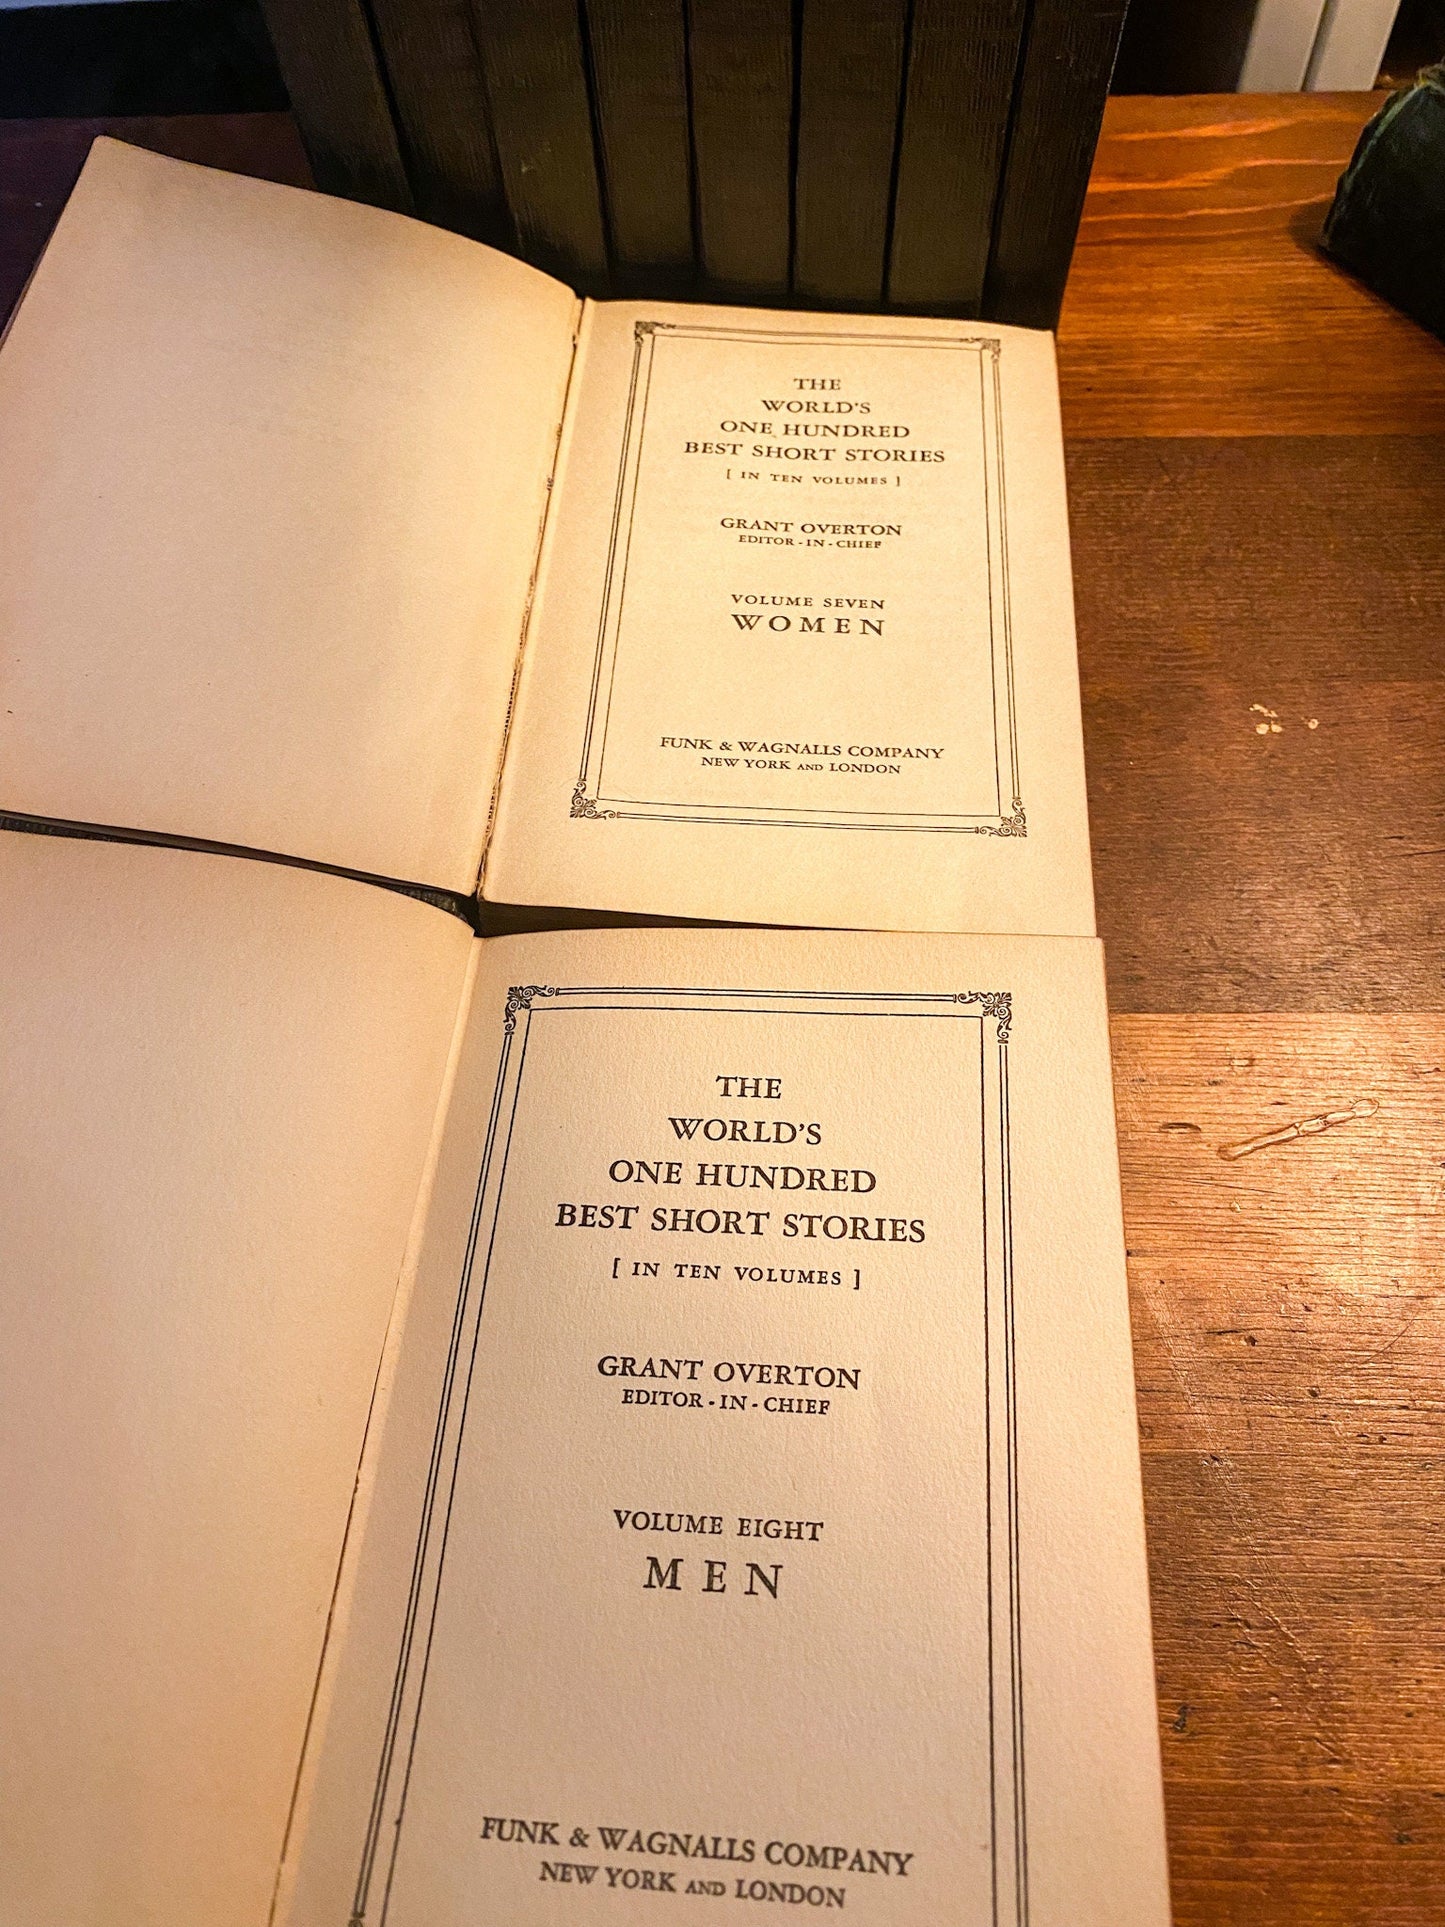 THE
WORLD'S
ONE HUNDRED
BEST SHORT STORIES
[ IN TEN VOLUMES ]
GRANT OVERTON
EDITOR-IN-CHIEF
VOLUME SEVEN
WOMEN
FUNK & WAGNALLS COMPANY
NEW YORK AND LONDON
THE
WORLD'S
ONE HUNDRED
BEST SHORT STORIES
[ IN TEN VOLUMES ]
GRANT OVERTON
EDITOR-IN-CHIEF
VOLUME EIGHT
MEN
FUNK & WAGNALLS COMPANY
NEW YORK AND LONDON